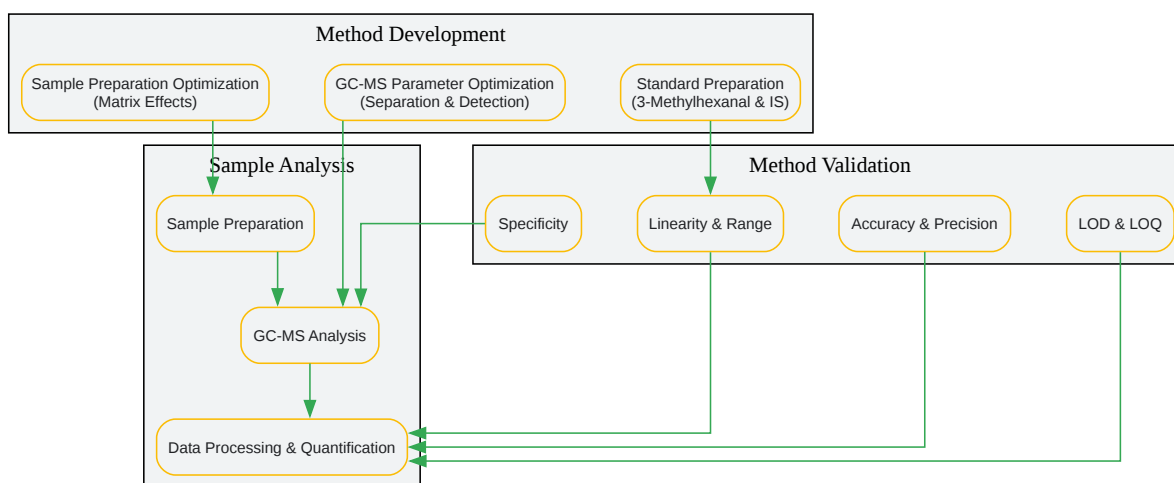 Method Development
Sample Preparation Optimization
(Matrix Effects)
GC-MS Parameter Optimization
(Separation & Detection)
Standard Preparation
(3-Methylhexanal & IS)
Sample Analysis
Method Validation
Sample Preparation
Specificity
Linearity & Range
Accuracy & Precision
LOD & LOQ
GC-MS Analysis
Data Processing & Quantification